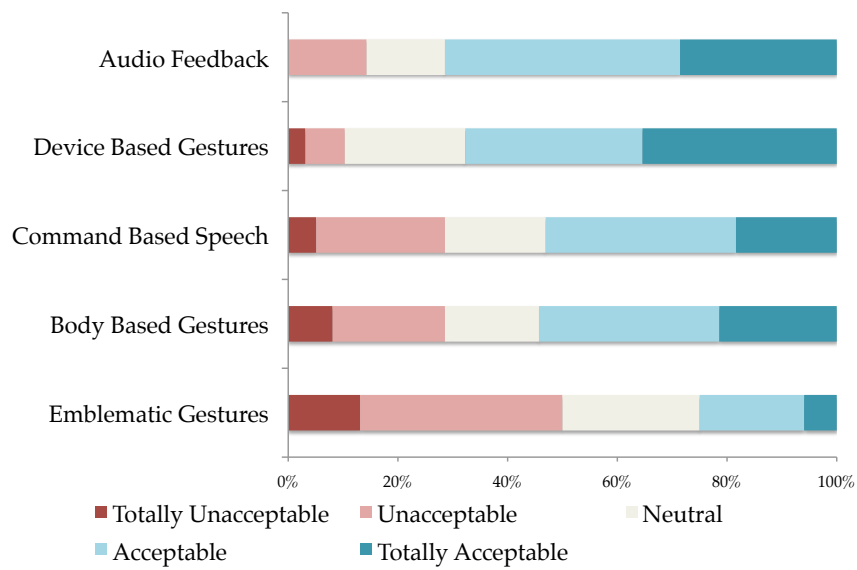 Audio Feedback
Device Based Gestures
Command Based Speech
Body Based Gestures
Emblematic Gestures
0% 20% 40% 60% 80% 100%
Totally Unacceptable Unacceptable Neutral
Acceptable Totally Acceptable